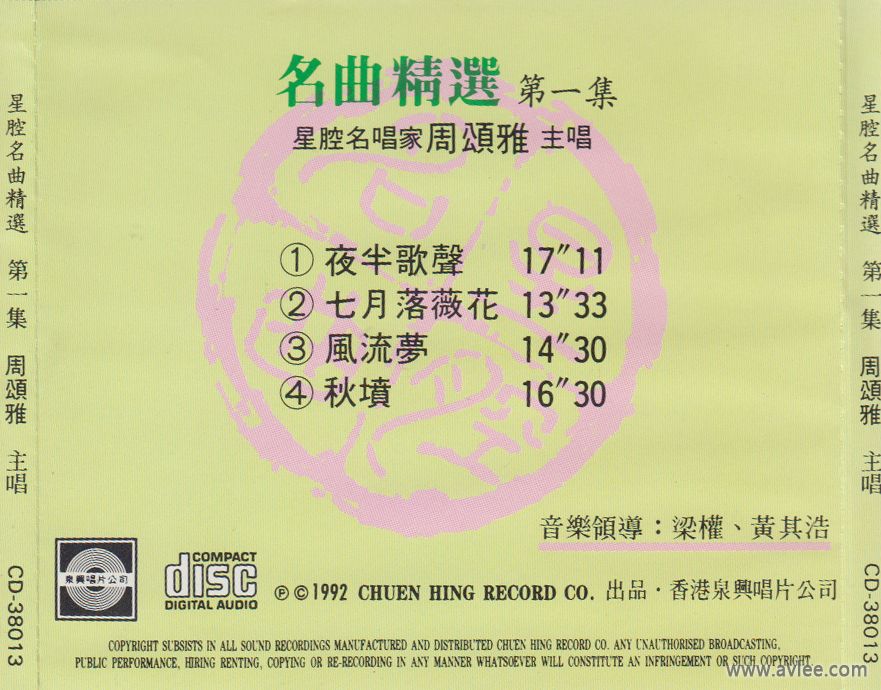 名曲精選 第一集
星腔名唱家周頌雅 主唱
① 夜半歌聲 17″11
② 七月落薇花 13″33
③ 風流夢 14″30
④ 秋墳 16″30
音樂領導：梁權、黃其浩
泉興唱片公司
COMPACT
disc
DIGITAL AUDIO
℗©1992 CHUEN HING RECORD CO. 出品·香港泉興唱片公司
COPYRIGHT SUBSISTS IN ALL SOUND RECORDINGS MANUFACTURED AND DISTRIBUTED CHUEN HING RECORD CO. ANY UNAUTHORISED BROADCASTING,
PUBLIC PERFORMANCE, HIRING RENTING, COPYING OR RE-RECORDING IN ANY MANNER WHATSOEVER WILL CONSTITUTE AN INFRINGEMENT OR SUCH COPYRIGHT
星腔名曲精選 第一集 周頌雅 主唱 CD-38013
星腔名曲精選 第一集 周頌雅 主唱 CD-38013
www.avlee.com